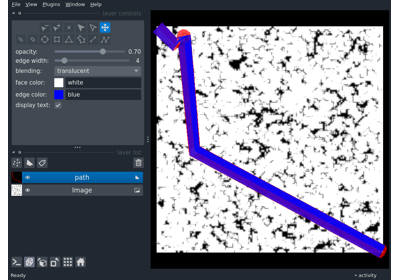 File View Plugins Window Help
layer controls
opacity: 0.70
edge width: 4
blending: translucent
face color: white
edge color: blue
display text:
layer list
path
Image
Ready
activity